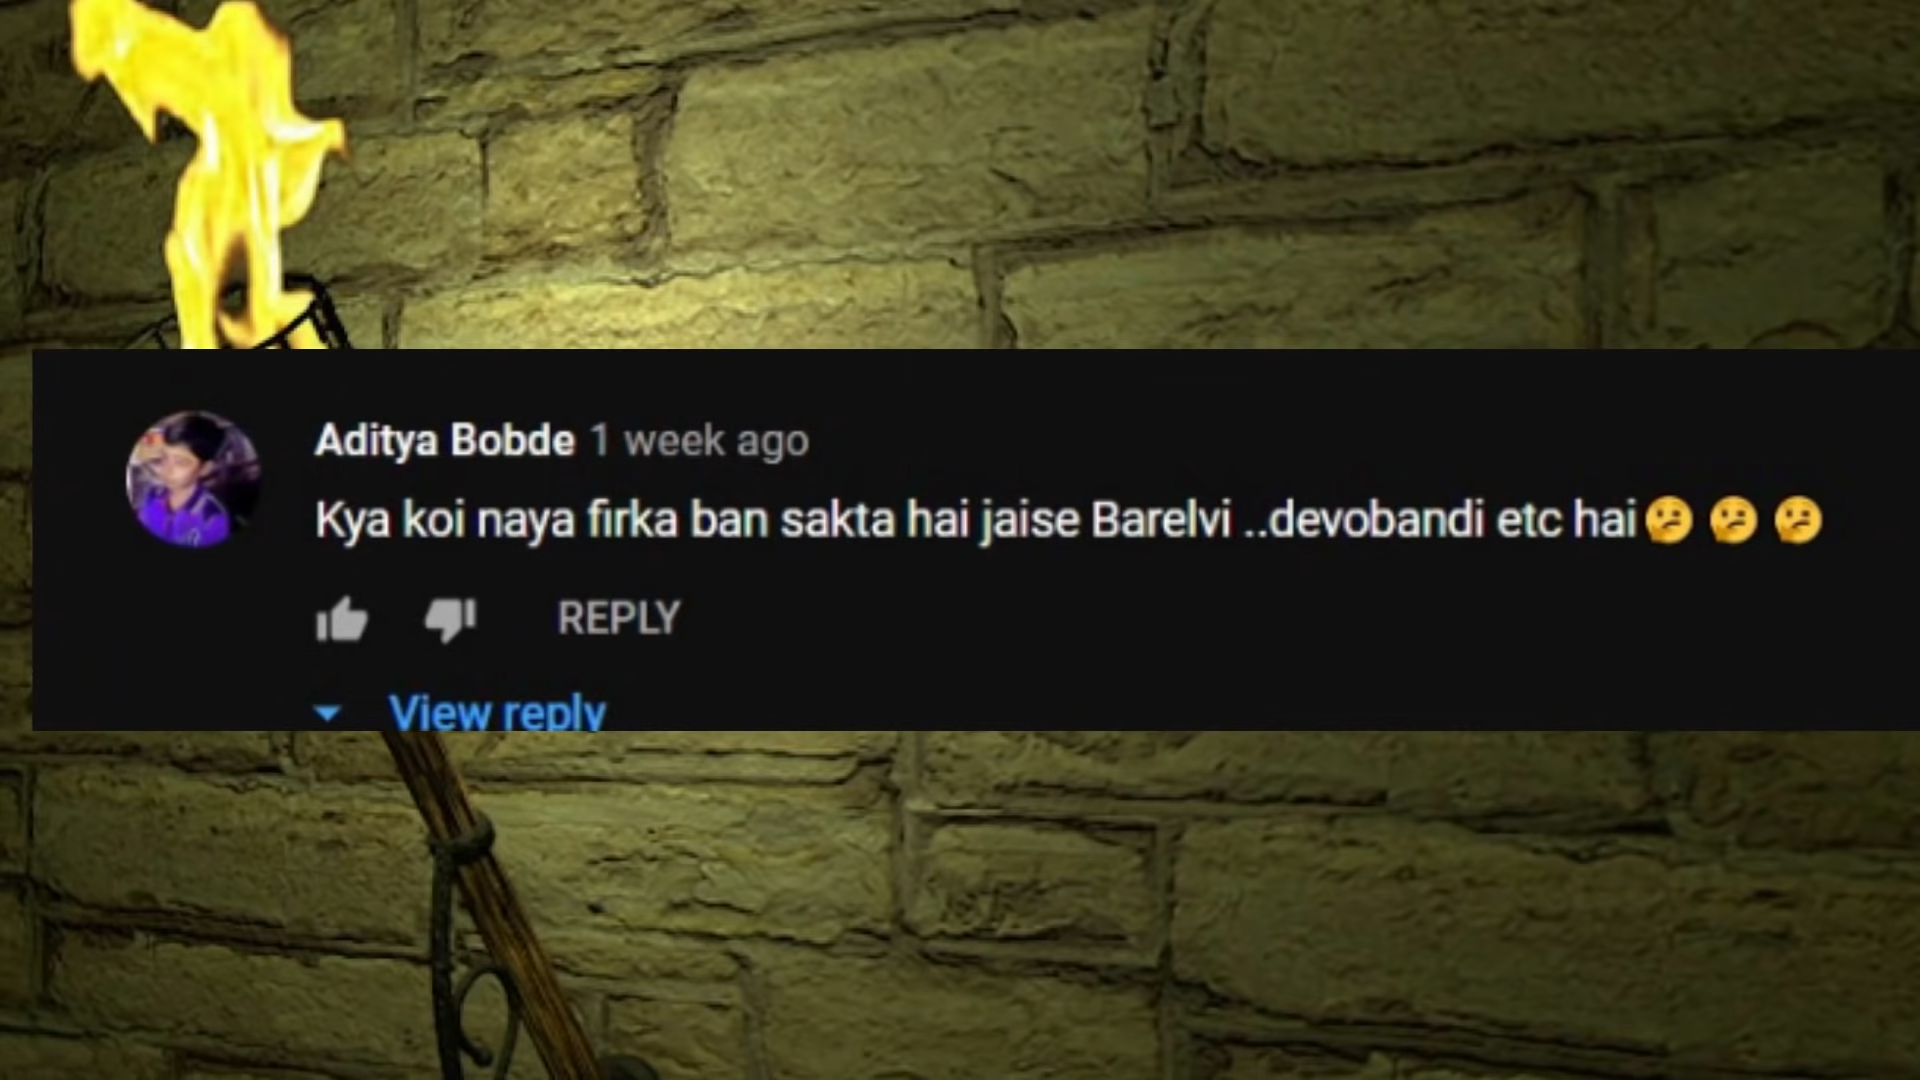 Aditya Bobde 1 week ago
Kya koi naya firka ban sakta hai jaise Barelvi ..devobandi etc hai🫤🫤🫤
REPLY
View reply